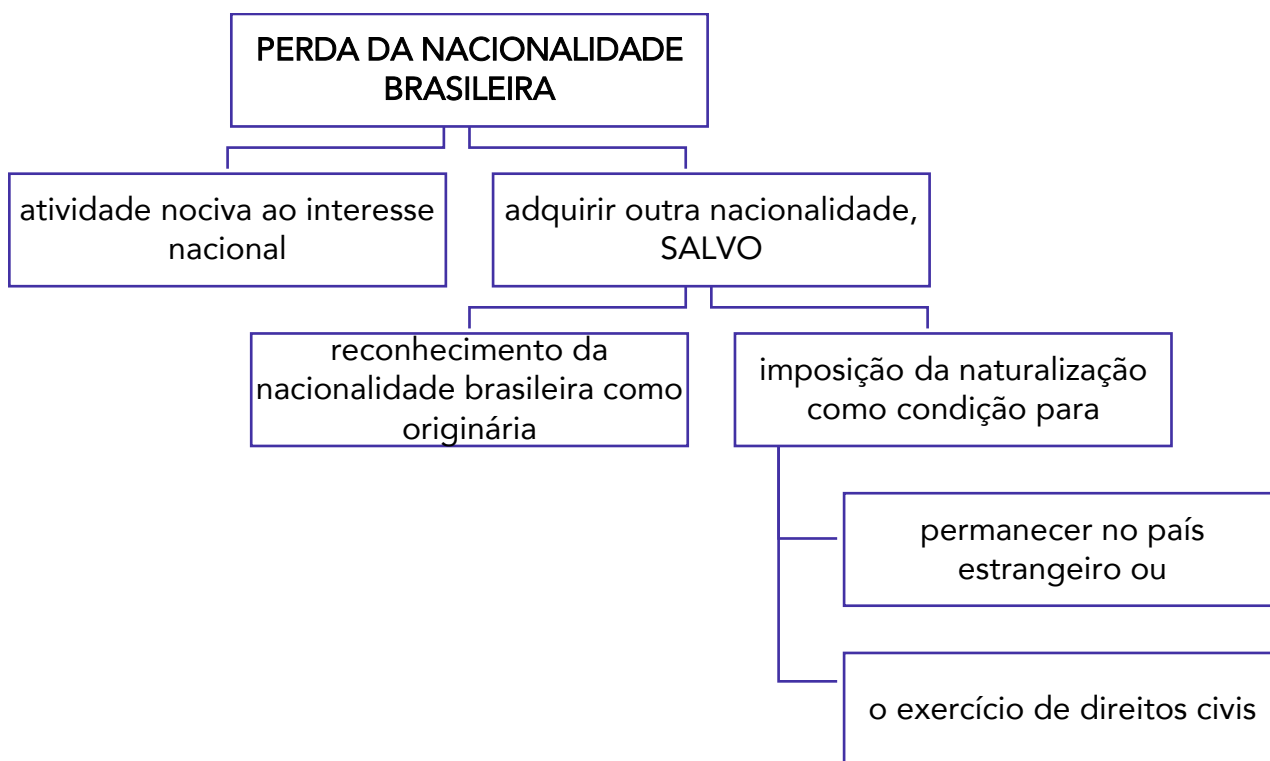 PERDA DA NACIONALIDADE
BRASILEIRA
atividade nociva ao interesse
nacional
adquirir outra nacionalidade,
SALVO
reconhecimento da
nacionalidade brasileira como
originária
imposição da naturalização
como condição para
permanecer no país
estrangeiro ou
o exercício de direitos civis